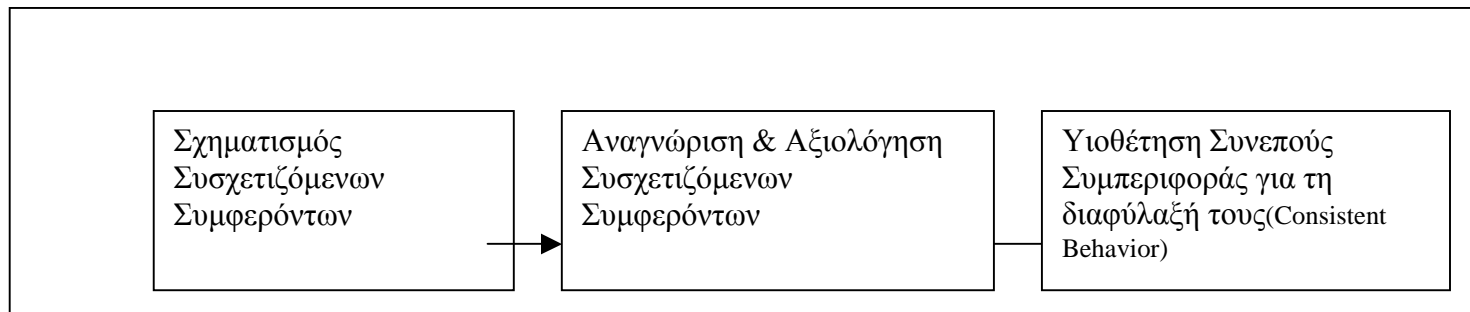 Σχηματισμός
Συσχετιζόμενων
Συμφερόντων
Αναγνώριση & Αξιολόγηση
Συσχετιζόμενων
Συμφερόντων
Υιοθέτηση Συνεπούς
Συμπεριφοράς για τη
διαφύλαξή τους(Consistent
Behavior)